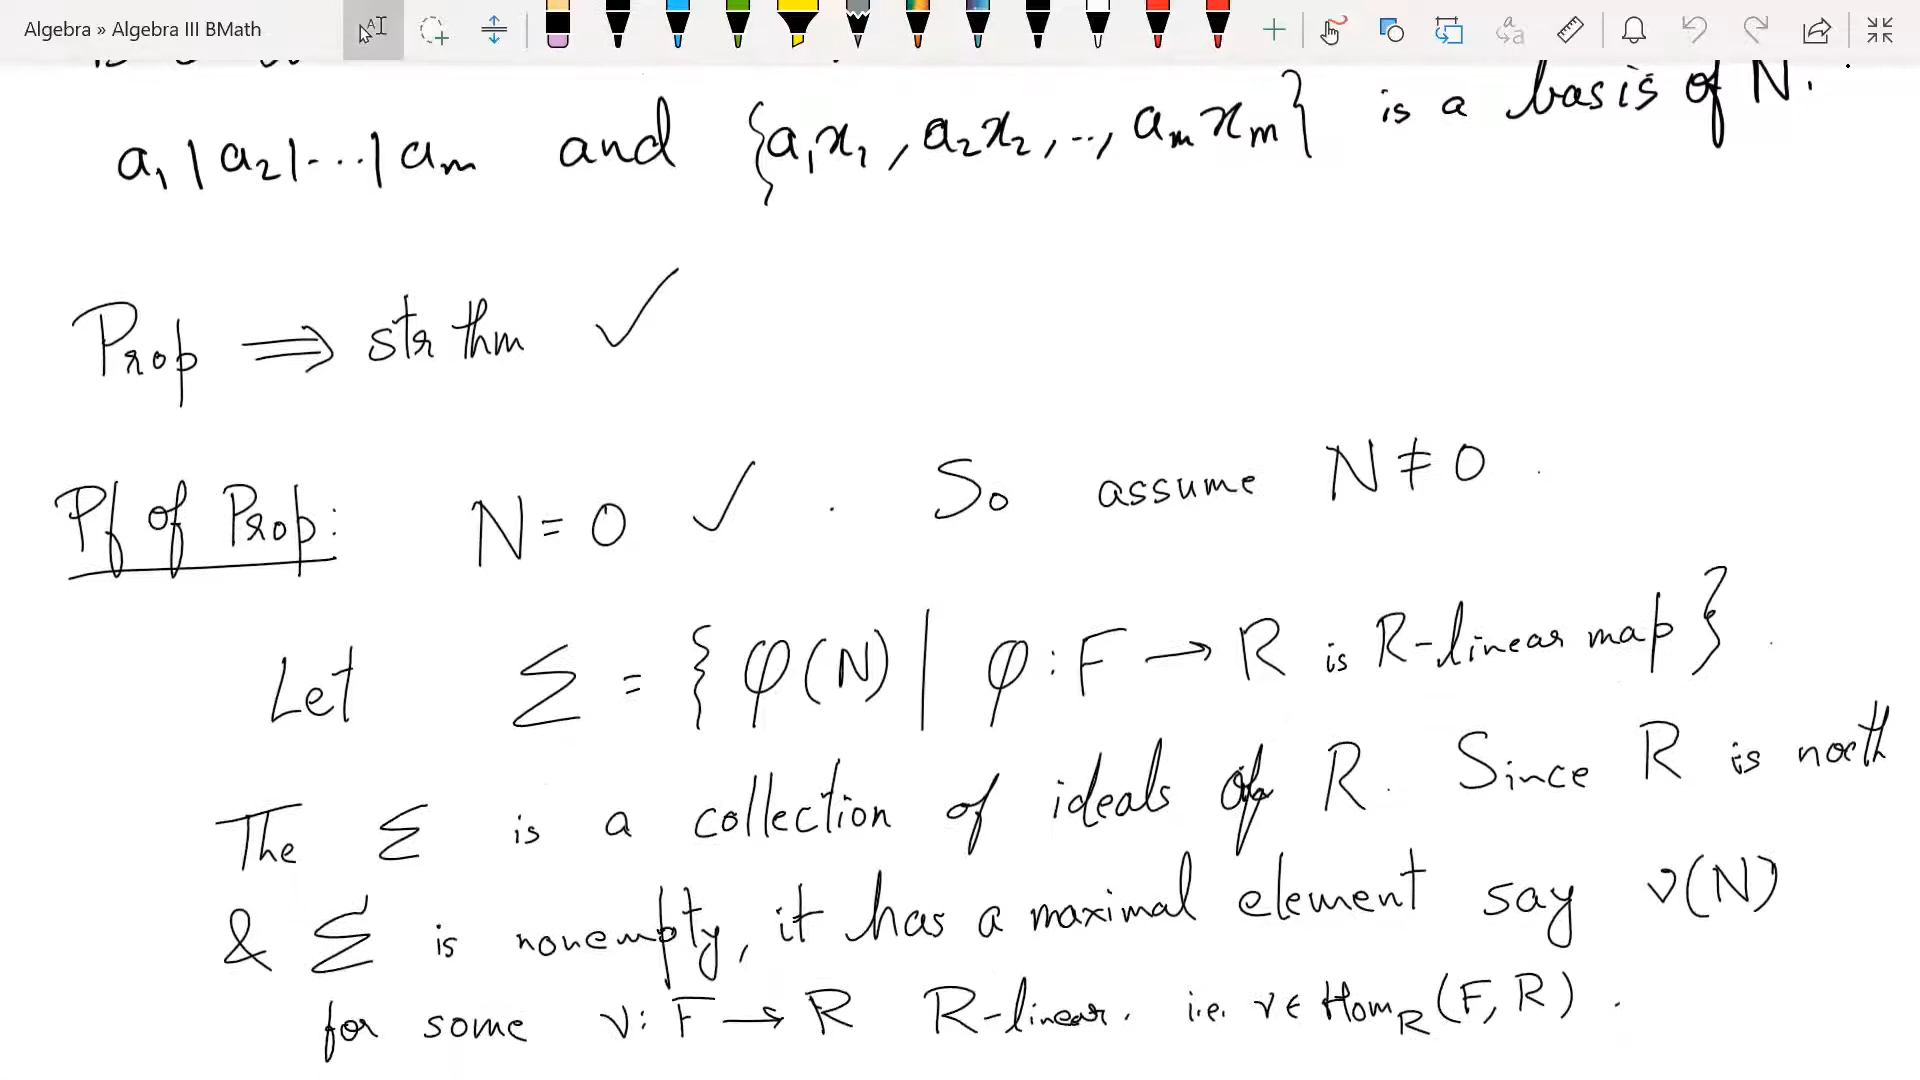 Algebra » Algebra III BMath
a₁ | a₂ | ... | aₘ and {a₁x₁, a₂x₂, .., aₘxₘ} is a basis of N.
Prop ⟹ str thm ✓
Pf of Prop: N = 0 ✓. So assume N ≠ 0.
Let Σ = {φ(N) | φ : F → R is R-linear map}.
The Σ is a collection of ideals of R. Since R is noeth
& Σ is nonempty, it has a maximal element say ν(N)
for some ν: F → R R-linear. i.e. ν ∈ Hom_R(F, R).